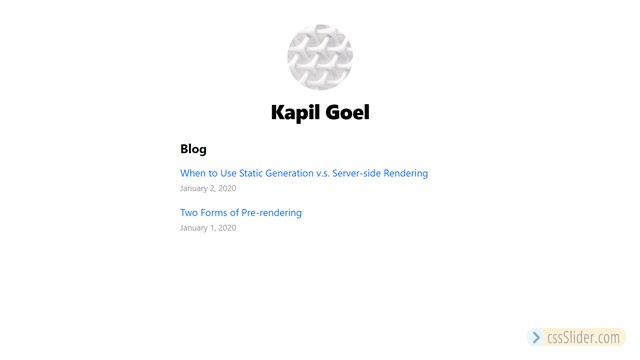 Kapil Goel
Blog
When to Use Static Generation v.s. Server-side Rendering
January 2, 2020
Two Forms of Pre-rendering
January 1, 2020
cssSlider.com